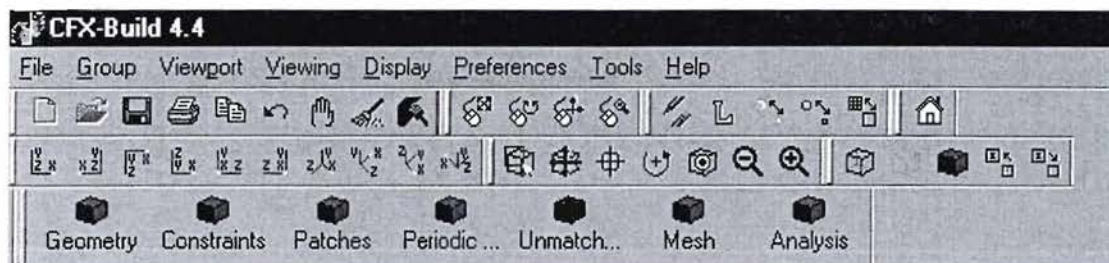 CFX-Build 4.4
File Group Viewport Viewing Display Preferences Tools Help
Geometry Constraints Patches Periodic ... Unmatch... Mesh Analysis